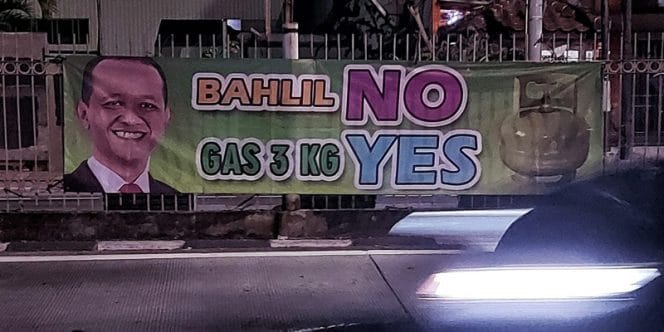 BAHLIL NO
GAS 3 KG YES